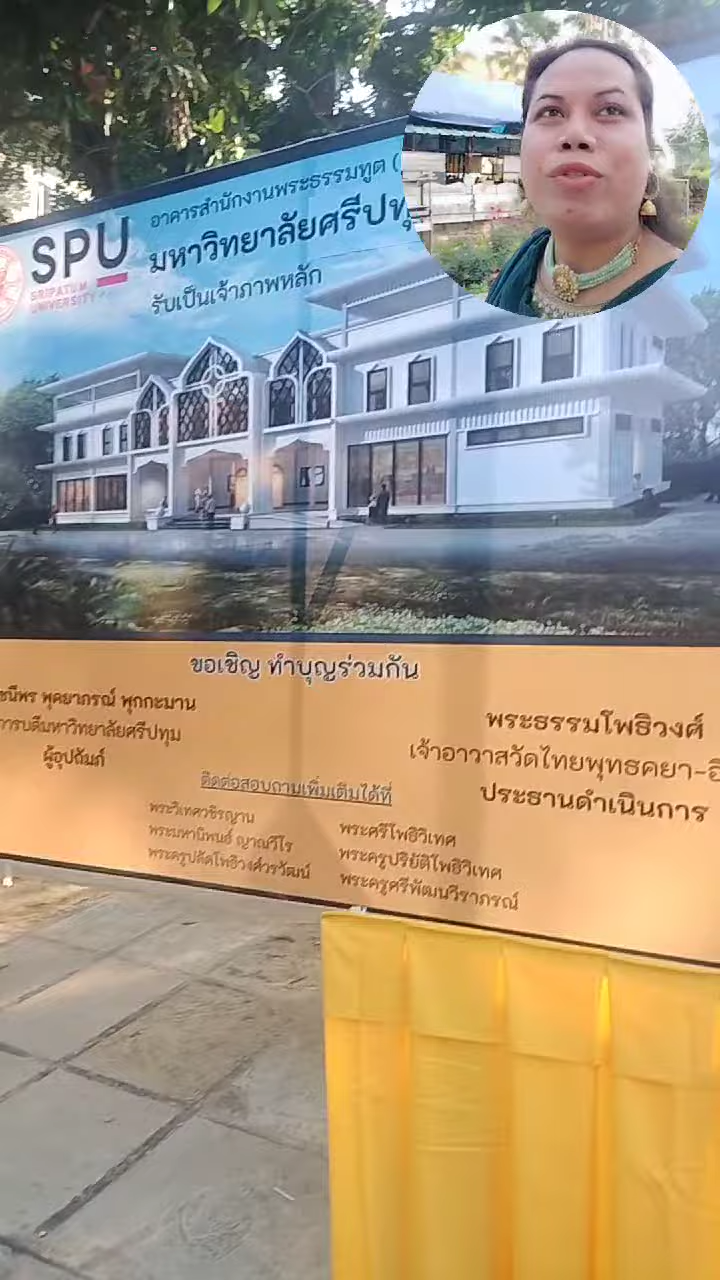 SPU
SRIPATUM
UNIVERSITY
อาคารสำนักงานพระธรรมทูต (
มหาวิทยาลัยศรีปทุ
รับเป็นเจ้าภาพหลัก
ขอเชิญ ทำบุญร่วมกัน
ชนีพร พุคยาภรณ์ พุกกะมาน
การบดีมหาวิทยาลัยศรีปทุม
ผู้อุปถัมภ์
พระธรรมโพธิวงศ์
เจ้าอาวาสวัดไทยพุทธคยา-อิ
ประธานดำเนินการ
ติดต่อสอบถามเพิ่มเติมได้ที่
พระวิเทศวชิรญาน
พระมหานิพนธ์ ญาณวีโร
พระครูปลัดโพธิวงศ์วรวัฒน์
พระศรีโพธิวิเทศ
พระครูปริยัติโพธิวิเทศ
พระครูศรีพัฒนวีราภรณ์